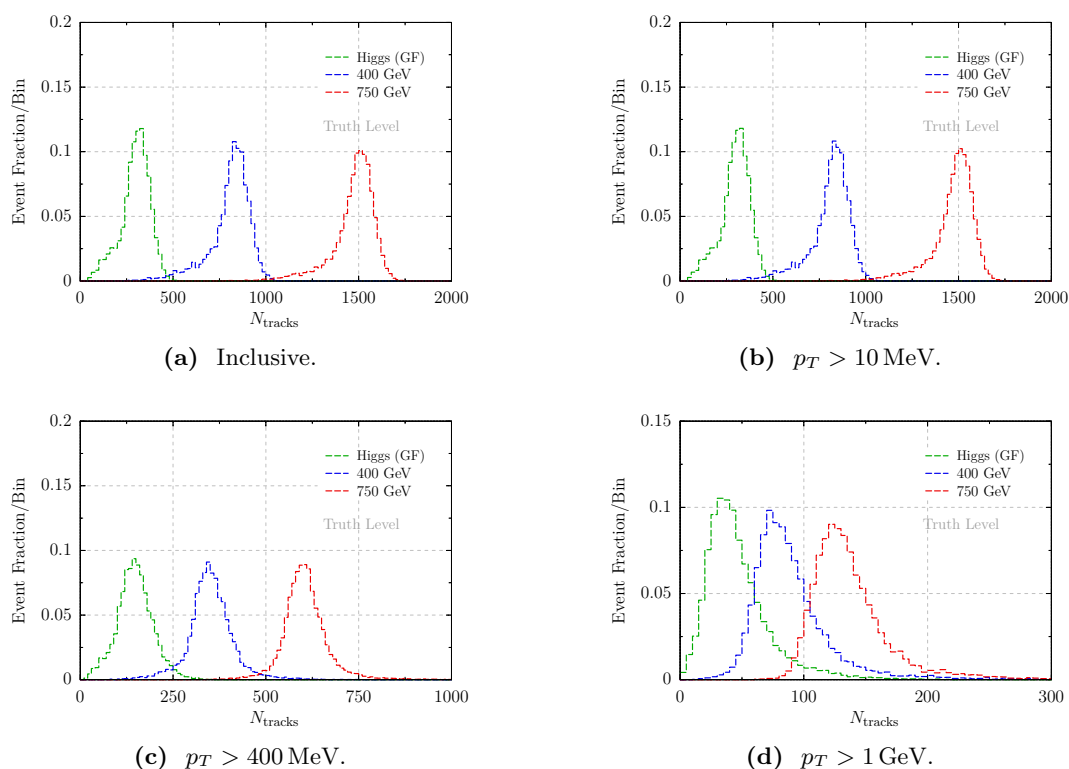 0.2
0.15
0.1
0.05
0
Event Fraction/Bin
Higgs (GF)
400 GeV
750 GeV
Truth Level
0 500 1000 1500 2000
N_tracks
(a) Inclusive.
0.2
0.15
0.1
0.05
0
Event Fraction/Bin
Higgs (GF)
400 GeV
750 GeV
Truth Level
0 500 1000 1500 2000
N_tracks
(b) p_T > 10 MeV.
0.2
0.15
0.1
0.05
0
Event Fraction/Bin
Higgs (GF)
400 GeV
750 GeV
Truth Level
0 250 500 750 1000
N_tracks
(c) p_T > 400 MeV.
0.15
0.1
0.05
0
Event Fraction/Bin
Higgs (GF)
400 GeV
750 GeV
Truth Level
0 100 200 300
N_tracks
(d) p_T > 1 GeV.